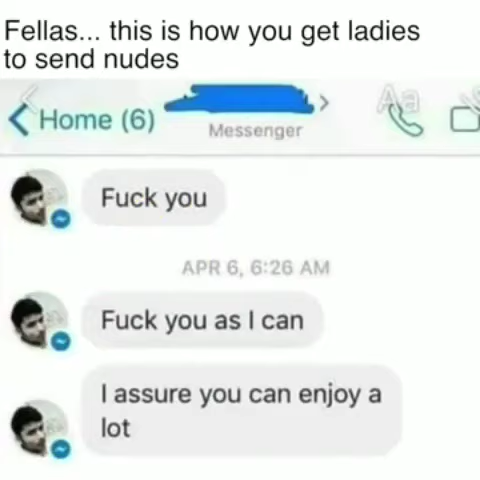 Fellas... this is how you get ladies
to send nudes
Home (6)
Aa
Messenger
Fuck you
APR 6, 6:26 AM
Fuck you as I can
I assure you can enjoy a
lot